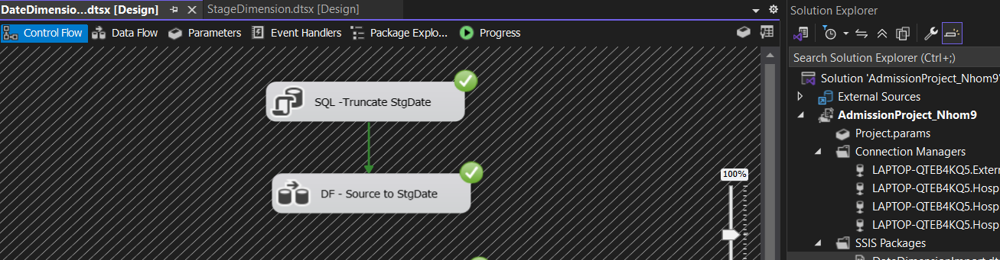 DateDimensio...dtsx [Design]
StageDimension.dtsx [Design]
Control Flow
Data Flow
Parameters
Event Handlers
Package Explo...
Progress
SQL -Truncate StgDate
DF - Source to StgDate
100%
Solution Explorer
Search Solution Explorer (Ctrl+;)
Solution 'AdmissionProject_Nhom9'
External Sources
AdmissionProject_Nhom9
Project.params
Connection Managers
LAPTOP-QTEB4KQ5.Extern
LAPTOP-QTEB4KQ5.Hosp
LAPTOP-QTEB4KQ5.Hosp
LAPTOP-QTEB4KQ5.Hosp
SSIS Packages
DateDimensionImport.dt